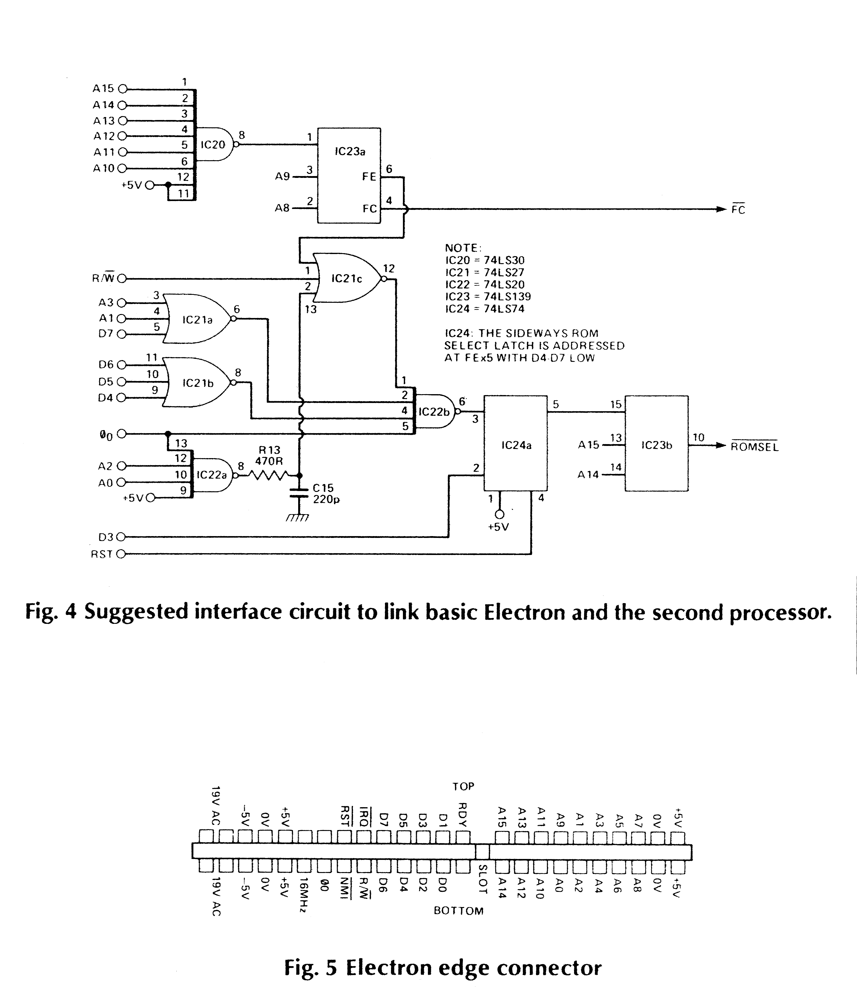 A15 1
A14 2
A13 3
A12 4
A11 5
A10 6
+5V 12
11
IC20 8
1 IC23a
A9 3 FE 6
A8 2 FC 4
F̅C̅
NOTE:
IC20 = 74LS30
IC21 = 74LS27
IC22 = 74LS20
IC23 = 74LS139
IC24 = 74LS74
IC24: THE SIDEWAYS ROM
SELECT LATCH IS ADDRESSED
AT FEx5 WITH D4-D7 LOW
R/W̅ 1 IC21c 12
2
13
A3 3
A1 4 IC21a 6
D7 5
D6 11
D5 10 IC21b 8
D4 9
1
2
4 IC22b 6
5
Ø0
13
A2 12
A0 10 IC22a 8
+5V 9
R13
470R
C15
220p
3 IC24a 5
2
1 4
+5V
15
A15 13 IC23b 10
A14 14
R̅O̅M̅S̅E̅L̅
D3
RST
Fig. 4 Suggested interface circuit to link basic Electron and the second processor.
TOP
19V AC -5V 0V +5V R̅S̅T̅ I̅R̅Q̅ D7 D5 D3 D1 RDY A15 A13 A11 A9 A1 A3 A5 A7 0V +5V
19V AC -5V 0V +5V 16MHz Ø0 N̅M̅I̅ R/W̅ D6 D4 D2 D0 SLOT A14 A12 A10 A0 A2 A4 A6 A8 0V +5V
BOTTOM
Fig. 5 Electron edge connector